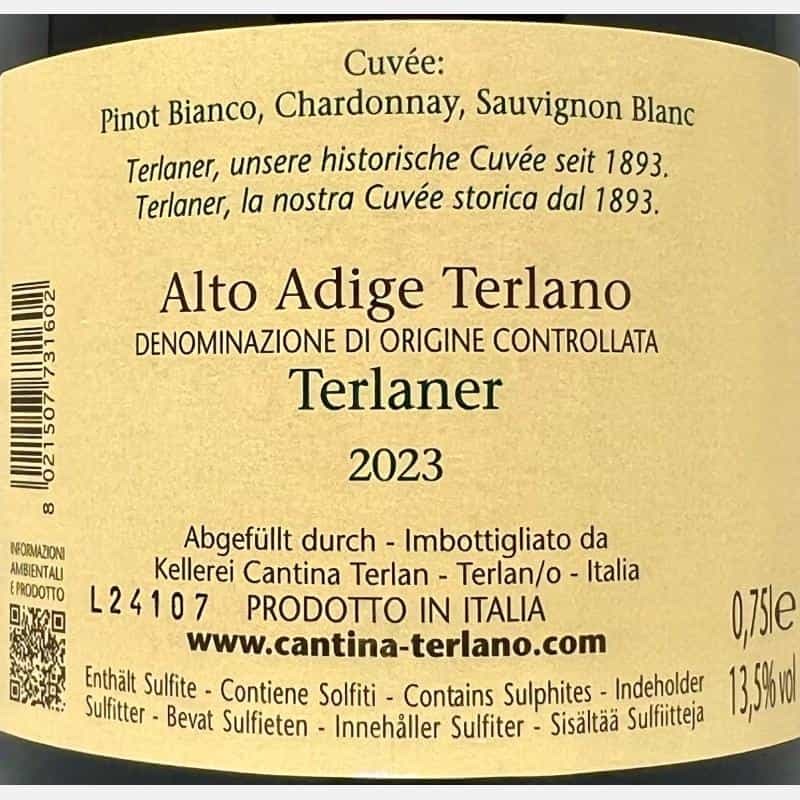 Cuvée:
Pinot Bianco, Chardonnay, Sauvignon Blanc
Terlaner, unsere historische Cuvée seit 1893.
Terlaner, la nostra Cuvée storica dal 1893.
Alto Adige Terlano
DENOMINAZIONE DI ORIGINE CONTROLLATA
Terlaner
2023
8 021507 731602
Abgefüllt durch - Imbottigliato da
Kellerei Cantina Terlan - Terlan/o - Italia
INFORMAZIONI
AMBIENTALI
E PRODOTTO
L24107 PRODOTTO IN ITALIA
www.cantina-terlano.com
0,75l e
13,5% vol
Enthält Sulfite - Contiene Solfiti - Contains Sulphites - Indeholder
Sulfitter - Bevat Sulfieten - Innehåller Sulfiter - Sisältää Sulfiitteja